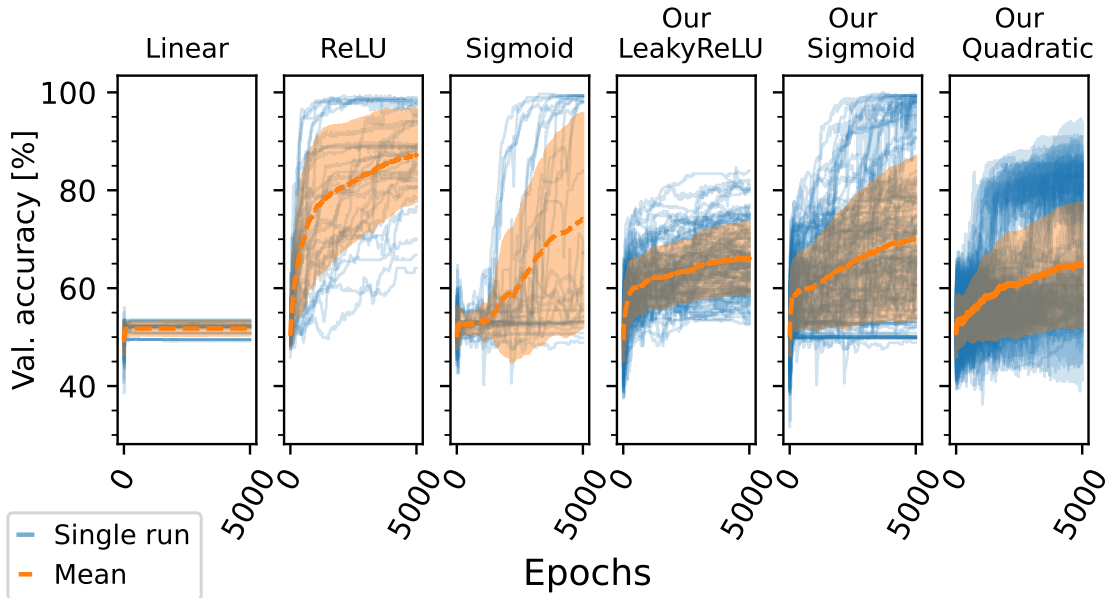 Linear
ReLU
Sigmoid
Our
LeakyReLU
Our
Sigmoid
Our
Quadratic
Val. accuracy [%]
100
80
60
40
0
5000
0
5000
0
5000
0
5000
0
5000
0
5000
Epochs
Single run
Mean